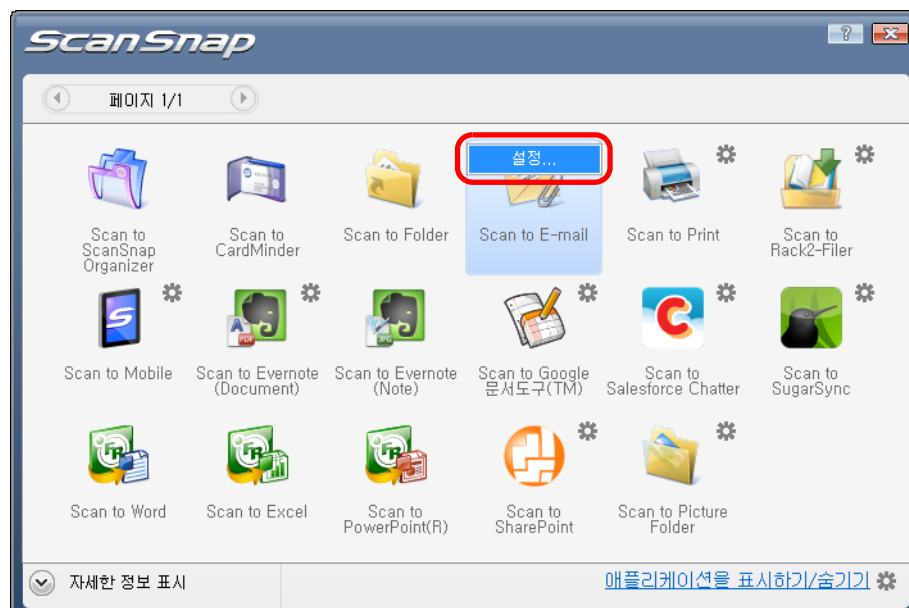 ScanSnap
페이지 1/1
설정...
Scan to
ScanSnap
Organizer
Scan to
CardMinder
Scan to Folder
Scan to E-mail
Scan to Print
Scan to
Rack2-Filer
Scan to Mobile
Scan to Evernote
(Document)
Scan to Evernote
(Note)
Scan to Google
문서도구(TM)
Scan to
Salesforce Chatter
Scan to
SugarSync
Scan to Word
Scan to Excel
Scan to
PowerPoint(R)
Scan to
SharePoint
Scan to Picture
Folder
자세한 정보 표시
애플리케이션을 표시하기/숨기기